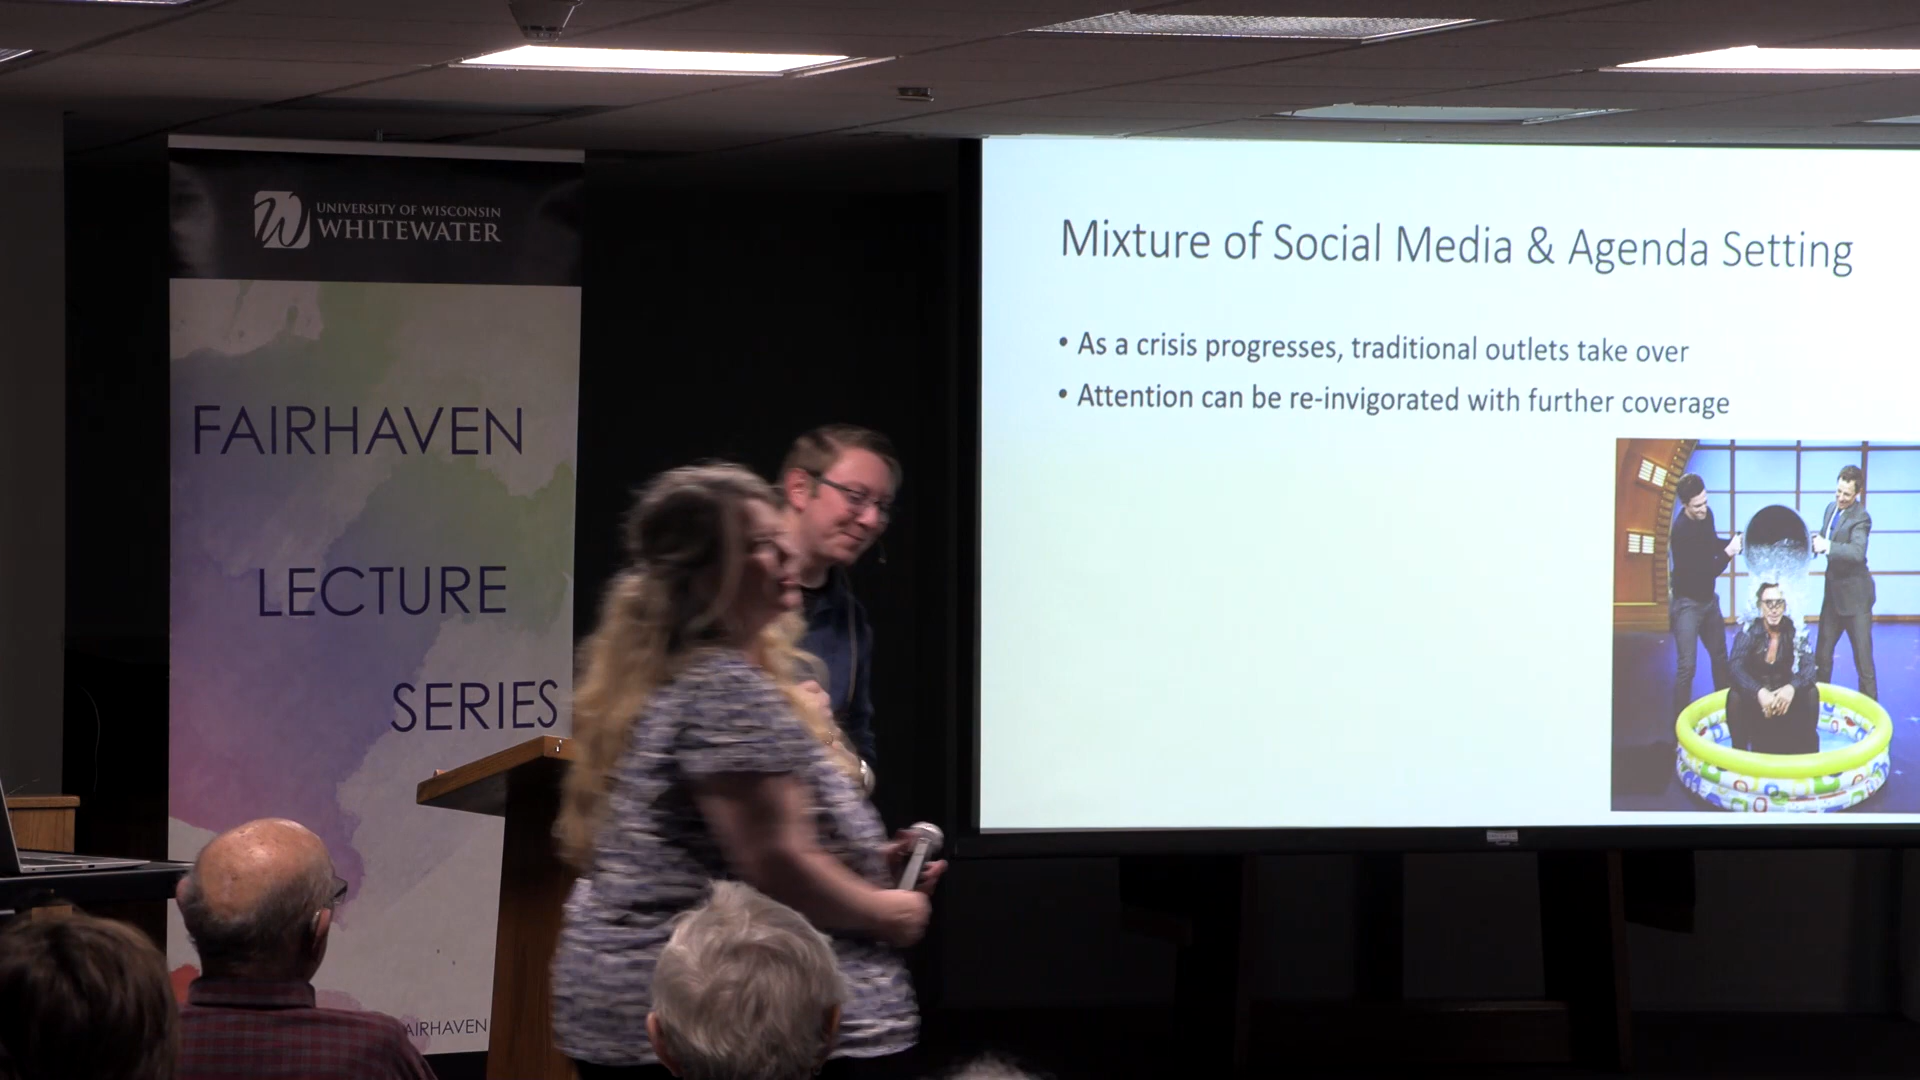 UNIVERSITY OF WISCONSIN
WHITEWATER
FAIRHAVEN
LECTURE
SERIES
AIRHAVEN
Mixture of Social Media & Agenda Setting
• As a crisis progresses, traditional outlets take over
• Attention can be re-invigorated with further coverage